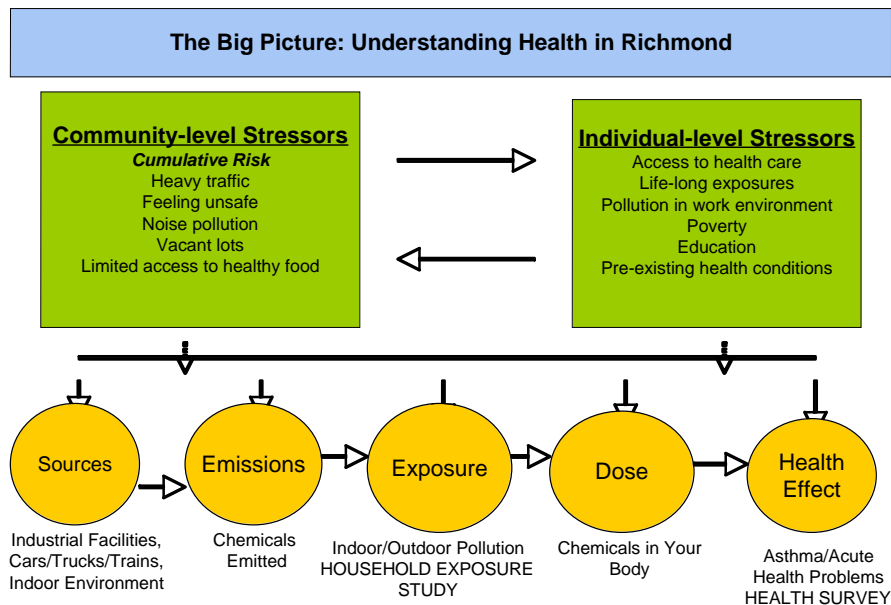 The Big Picture: Understanding Health in Richmond
Community-level Stressors
Cumulative Risk
Heavy traffic
Feeling unsafe
Noise pollution
Vacant lots
Limited access to healthy food
Individual-level Stressors
Access to health care
Life-long exposures
Pollution in work environment
Poverty
Education
Pre-existing health conditions
Sources
Emissions
Exposure
Dose
Health
Effect
Industrial Facilities,
Cars/Trucks/Trains,
Indoor Environment
Chemicals
Emitted
Indoor/Outdoor Pollution
HOUSEHOLD EXPOSURE
STUDY
Chemicals in Your
Body
Asthma/Acute
Health Problems
HEALTH SURVEY